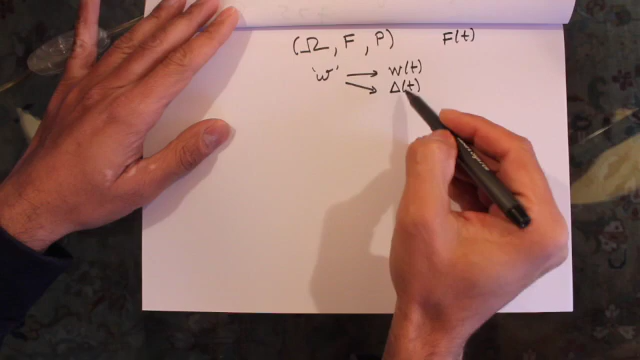 (Ω, F, P) F(t)
'w' → W(t)
→ Δ(t)